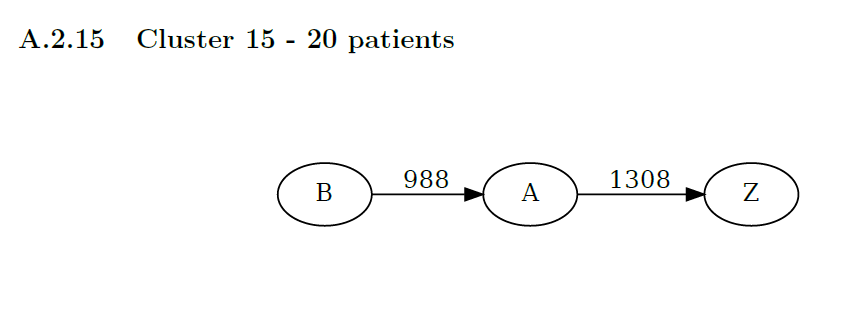 A.2.15 Cluster 15 - 20 patients
988 1308
B A Z